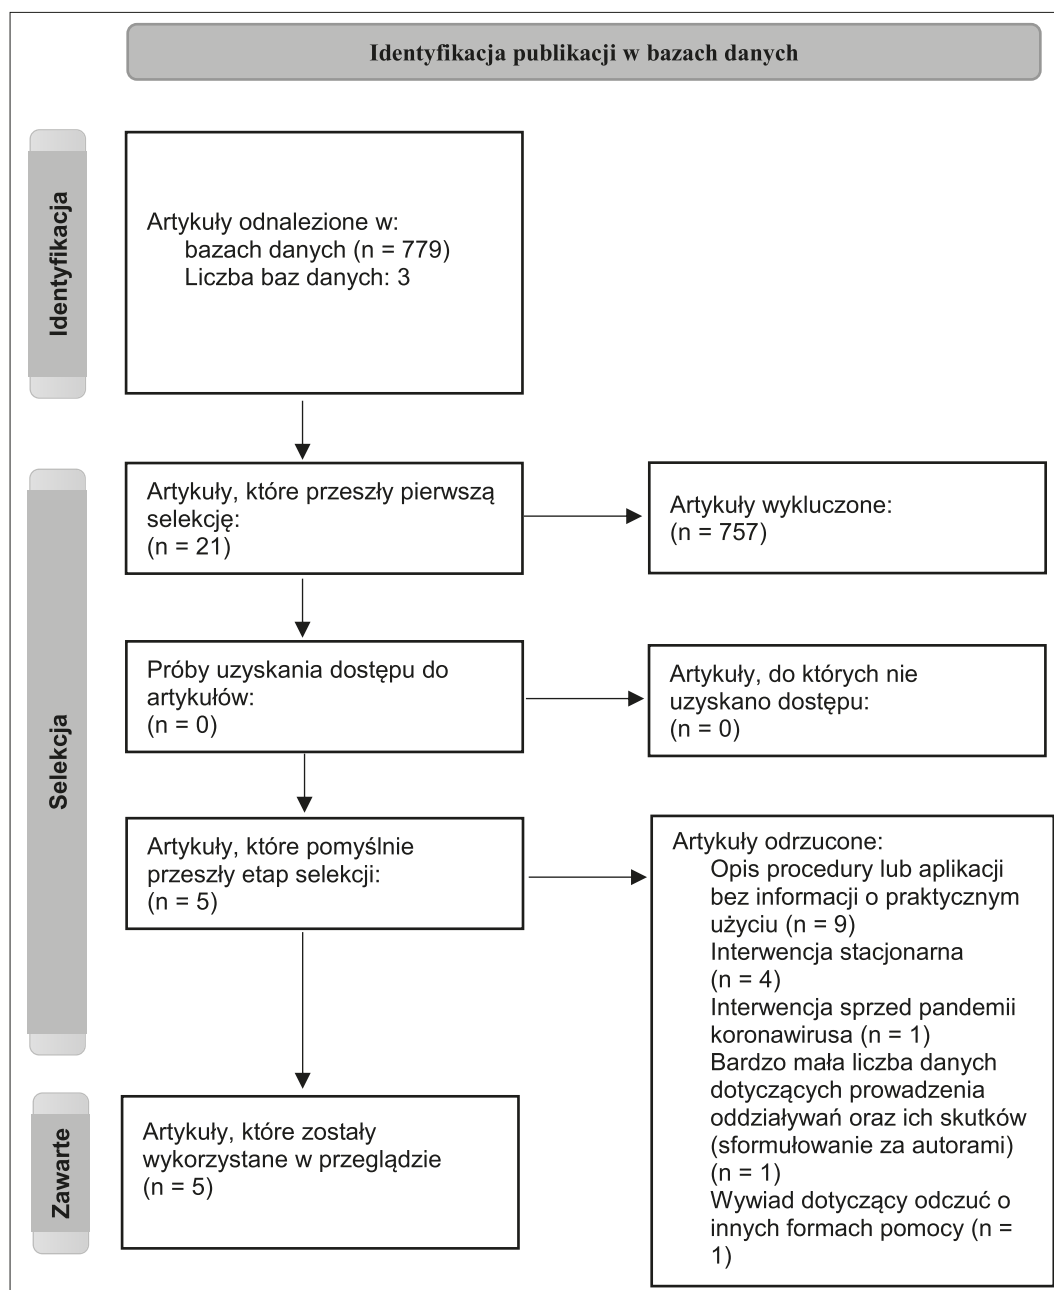 Identyfikacja publikacji w bazach danych
Identyfikacja
Artykuły odnalezione w:
bazach danych (n = 779)
Liczba baz danych: 3
Selekcja
Artykuły, które przeszły pierwszą
selekcję:
(n = 21)
Artykuły wykluczone:
(n = 757)
Próby uzyskania dostępu do
artykułów:
(n = 0)
Artykuły, do których nie
uzyskano dostępu:
(n = 0)
Artykuły, które pomyślnie
przeszły etap selekcji:
(n = 5)
Artykuły odrzucone:
Opis procedury lub aplikacji
bez informacji o praktycznym
użyciu (n = 9)
Interwencja stacjonarna
(n = 4)
Interwencja sprzed pandemii
koronawirusa (n = 1)
Bardzo mała liczba danych
dotyczących prowadzenia
oddziaływań oraz ich skutków
(sformułowanie za autorami)
(n = 1)
Wywiad dotyczący odczuć o
innych formach pomocy (n =
1)
Zawarte
Artykuły, które zostały
wykorzystane w przeglądzie
(n = 5)